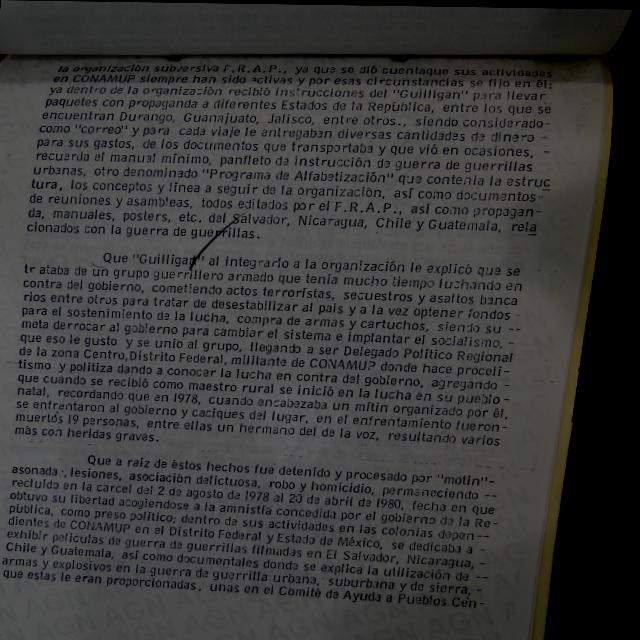 la organización subversiva F.R.A.P., ya que se dió cuentaque sus actividades
en CONAMUP siempre han sido activas y por esas circunstancias se fijo en él;
ya dentro de la organización recibió instrucciones del "Guilligan" para llevar
paquetes con propaganda a diferentes Estados de la República, entre los que se
encuentran Durango, Guanajuato, Jalisco, entre otros., siendo considerado-
como "correo" y para cada viaje le entregaban diversas cantidades de dinero -
para sus gastos, de los documentos que transportaba y que vió en ocasiones, -
recuerda el manual mínimo, panfleto de instrucción de guerra de guerrillas
urbanas, otro denominado "Programa de Alfabetización" que contenía la estruc
tura, los conceptos y línea a seguir de la organización, así como documentos-
de reuniones y asambleas, todos editados por el F.R.A.P., así como propagan-
da, manuales, posters, etc. del Salvador, Nicaragua, Chile y Guatemala, rela
cionados con la guerra de guerrillas.
Que "Guilligan" al integrarlo a la organización le explicó que se
trataba de un grupo guerrillero armado que tenía mucho tiempo luchando en
contra del gobierno, cometiendo actos terroristas, secuestros y asaltos banca
rios entre otros para tratar de desestabilizar al país y a la vez optener fondos -
para el sostenimiento de la lucha, compra de armas y cartuchos, siendo su --
meta derrocar al gobierno para cambiar el sistema e implantar el socialismo, -
que eso le gusto y se unío al grupo, llegando a ser Delegado Político Regional
de la zona Centro,Distrito Federal, militante de CONAMUP donde hace proceli-
tismo y politiza dando a conocer la lucha en contra del gobierno, agregando -
que cuando se recibió como maestro rural se inició en la lucha en su pueblo -
natal, recordando que en 1978, cuando encabezaba un mitin organizado por él,
se enfrentaron al gobierno y caciques del lugar, en el enfrentamiento fueron-
muertos 19 personas, entre ellas un hermano del de la voz, resultando varios
más con heridas graves.
Que a raíz de éstos hechos fue detenido y procesado por "motín"-
asonada, lesiones, asociación delictuosa, robo y homicidio, permaneciendo --
recluído en la carcel del 2 de agosto de 1978 al 20 de abril de 1980, fecha en que
obtuvo su libertad acogiendose a la amnistía concedida por el gobierno de la Re-
pública, como preso político; dentro de sus actividades en las colonias depen--
dientes de CONAMUP en el Distrito Federal y Estado de México, se dedicaba a -
exhibir películas de guerra de guerrillas filmadas en El Salvador, Nicaragua, -
Chile y Guatemala, así como documentales donde se explica la utilización de --
armas y explosivos en la guerra de guerrilla urbana, suburbana y de sierra, -
que estas le eran proporcionadas, unas en el Comité de Ayuda a Pueblos Cen-